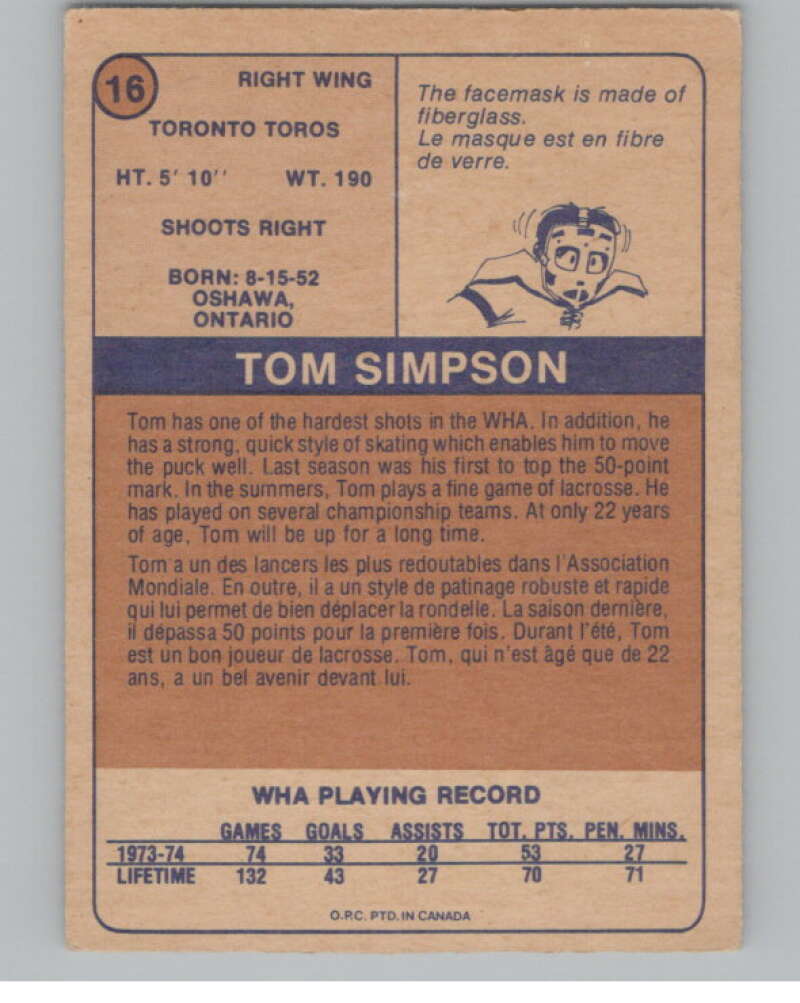 16
RIGHT WING
TORONTO TOROS
HT. 5' 10'' WT. 190
SHOOTS RIGHT
BORN: 8-15-52
OSHAWA,
ONTARIO
The facemask is made of
fiberglass.
Le masque est en fibre
de verre.
TOM SIMPSON
Tom has one of the hardest shots in the WHA. In addition, he
has a strong, quick style of skating which enables him to move
the puck well. Last season was his first to top the 50-point
mark. In the summers, Tom plays a fine game of lacrosse. He
has played on several championship teams. At only 22 years
of age, Tom will be up for a long time.
Tom a un des lancers les plus redoutables dans l'Association
Mondiale. En outre, il a un style de patinage robuste et rapide
qui lui permet de bien déplacer la rondelle. La saison dernière,
il dépassa 50 points pour la première fois. Durant l'été, Tom
est un bon joueur de lacrosse. Tom, qui n'est âgé que de 22
ans, a un bel avenir devant lui.
WHA PLAYING RECORD
GAMES GOALS ASSISTS TOT. PTS. PEN. MINS.
1973-74 74 33 20 53 27
LIFETIME 132 43 27 70 71
O.P.C. PTD. IN CANADA